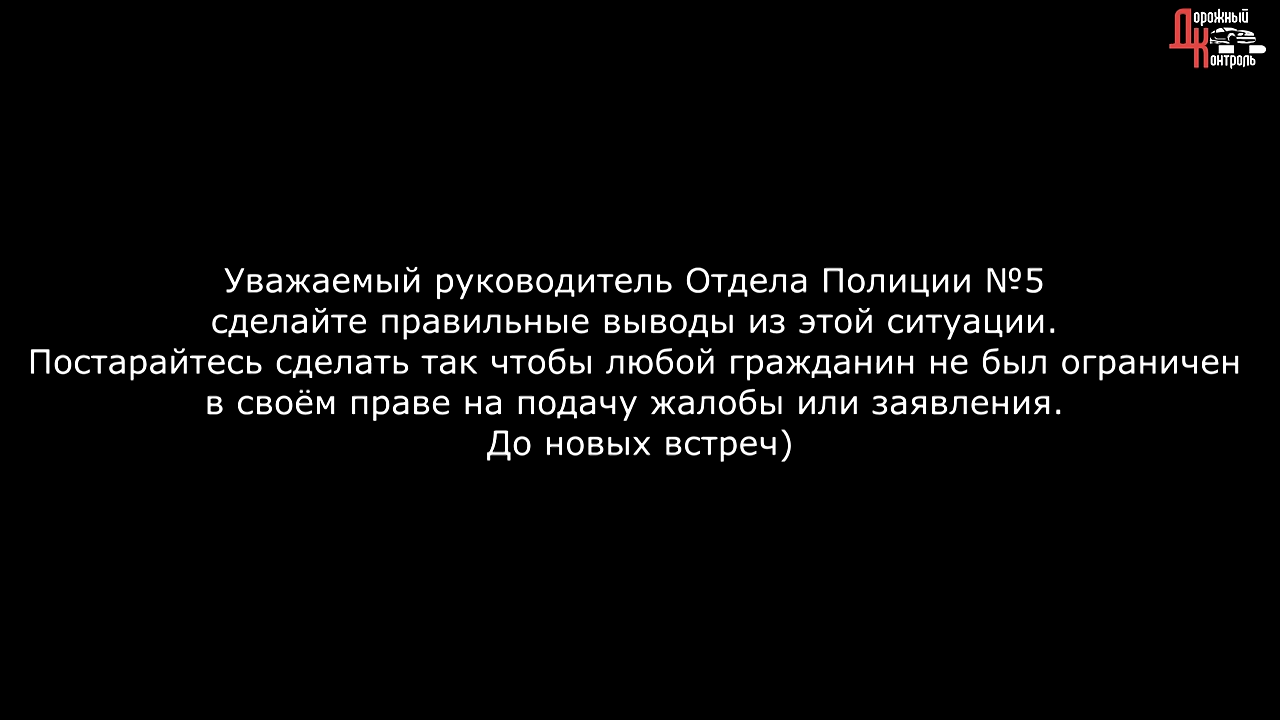 Дорожный
Контроль
Уважаемый руководитель Отдела Полиции №5
сделайте правильные выводы из этой ситуации.
Постарайтесь сделать так чтобы любой гражданин не был ограничен
в своём праве на подачу жалобы или заявления.
До новых встреч)